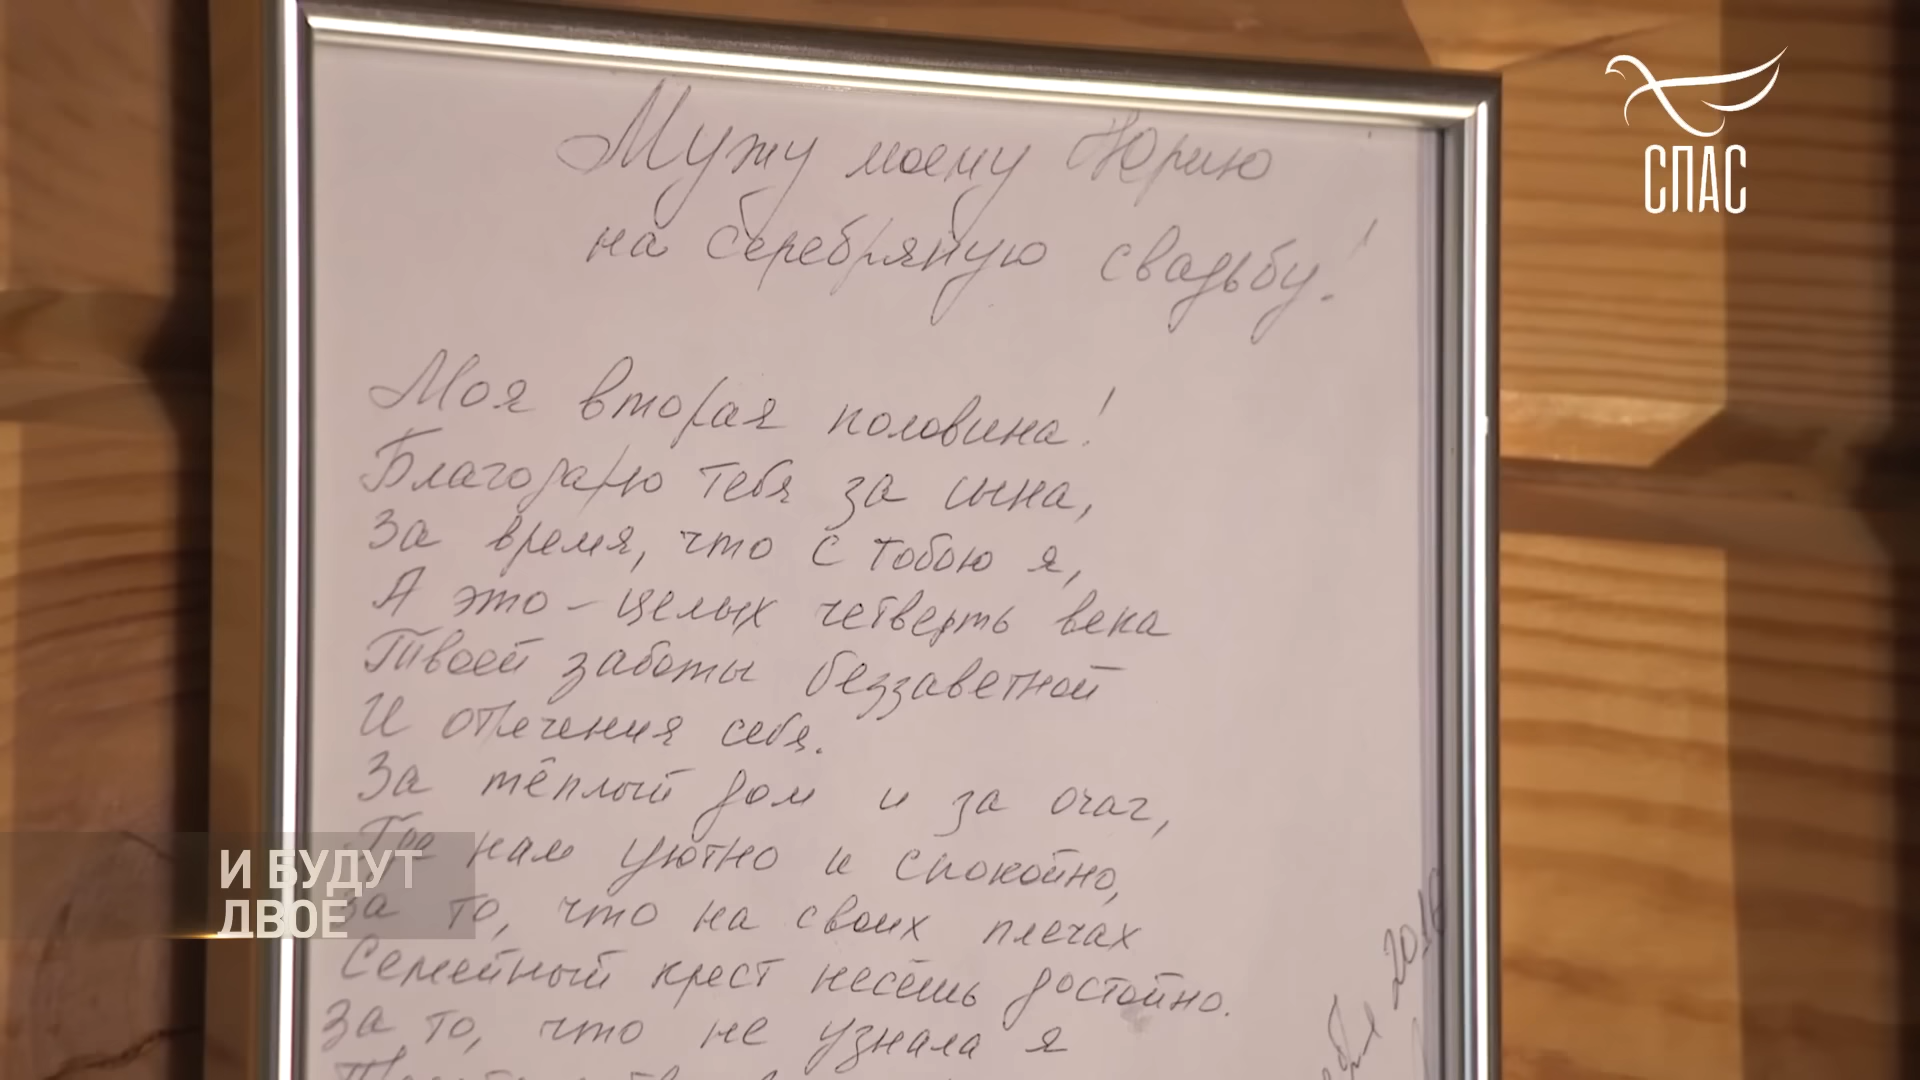 СПАС
Мужу моему Юрию
на серебряную свадьбу!
Моя вторая половина!
Благодарю тебя за сына,
За время, что с тобою я,
А это – целых четверть века
Твоей заботы беззаветной
И отречения себя.
За тёплый дом и за очаг,
Где нам уютно и спокойно,
За то, что на своих плечах
Семейный крест несёшь достойно.
За то, что не узнала я
И БУДУТ
ДВОЕ